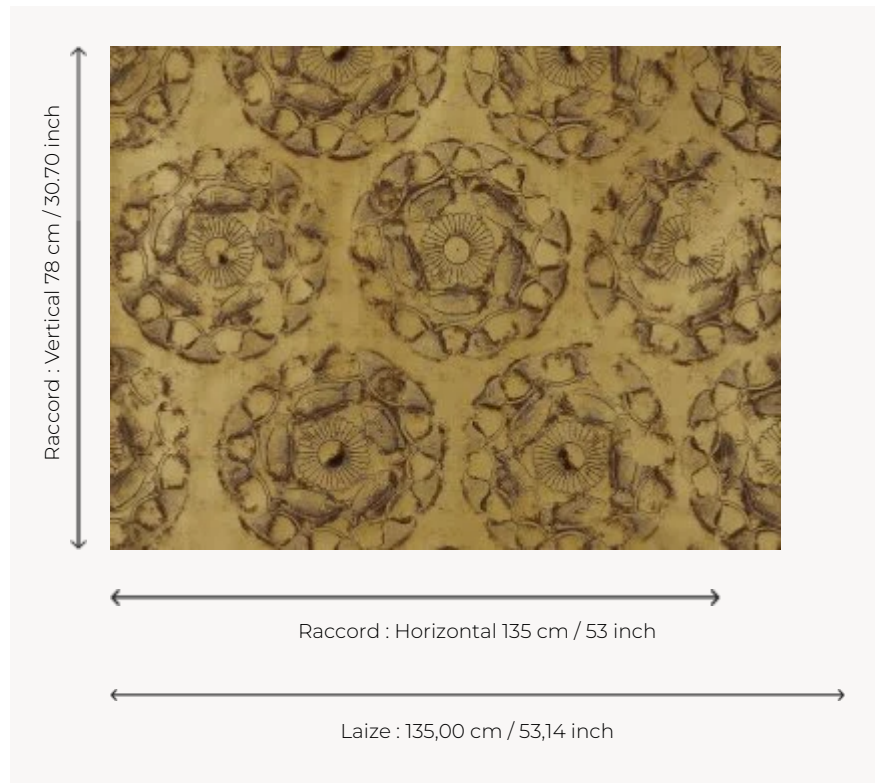 Raccord : Vertical 78 cm / 30.70 inch
Raccord : Horizontal 135 cm / 53 inch
Laize : 135,00 cm / 53,14 inch